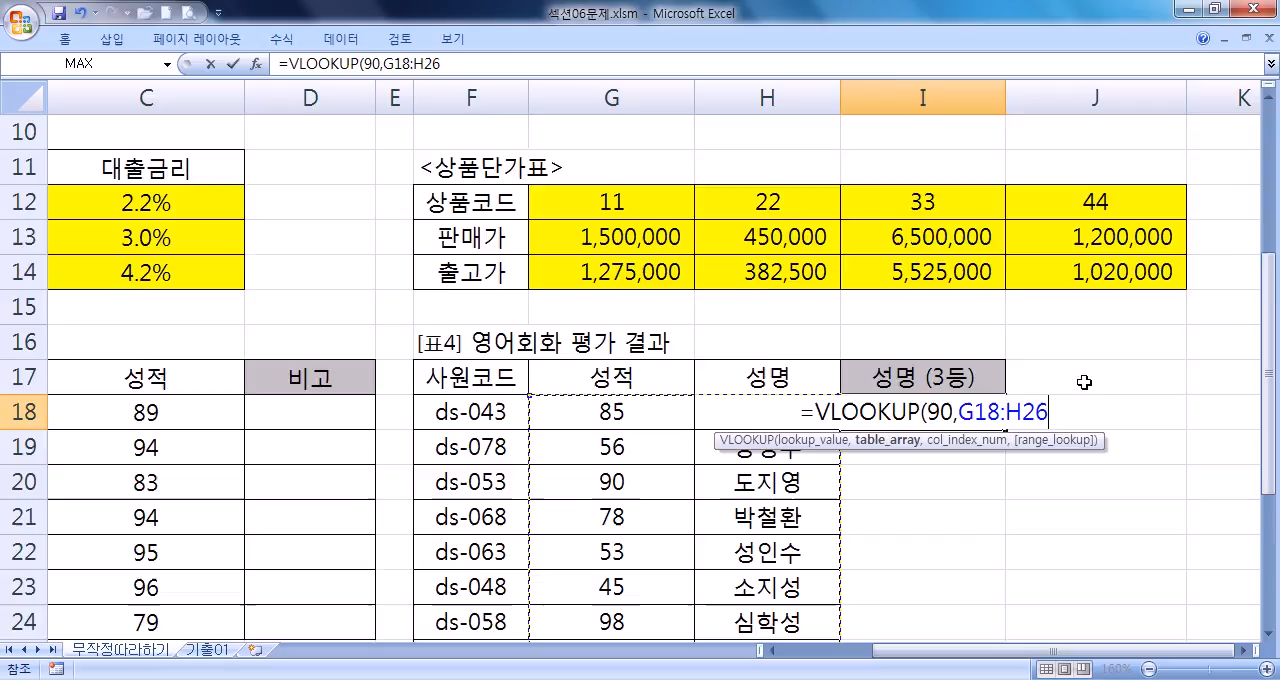 섹션06문제.xlsm - Microsoft Excel
홈 삽입 페이지 레이아웃 수식 데이터 검토 보기
MAX fx =VLOOKUP(90,G18:H26
C D E F G H I J K
10
11 대출금리 <상품단가표>
12 2.2% 상품코드 11 22 33 44
13 3.0% 판매가 1,500,000 450,000 6,500,000 1,200,000
14 4.2% 출고가 1,275,000 382,500 5,525,000 1,020,000
15
16 [표4] 영어회화 평가 결과
17 성적 비고 사원코드 성적 성명 성명 (3등)
18 89 ds-043 85 =VLOOKUP(90,G18:H26
VLOOKUP(lookup_value, table_array, col_index_num, [range_lookup])
19 94 ds-078 56
20 83 ds-053 90 도지영
21 94 ds-068 78 박철환
22 95 ds-063 53 성인수
23 96 ds-048 45 소지성
24 79 ds-058 98 심학성
무작정따라하기 기출01
참조 160%